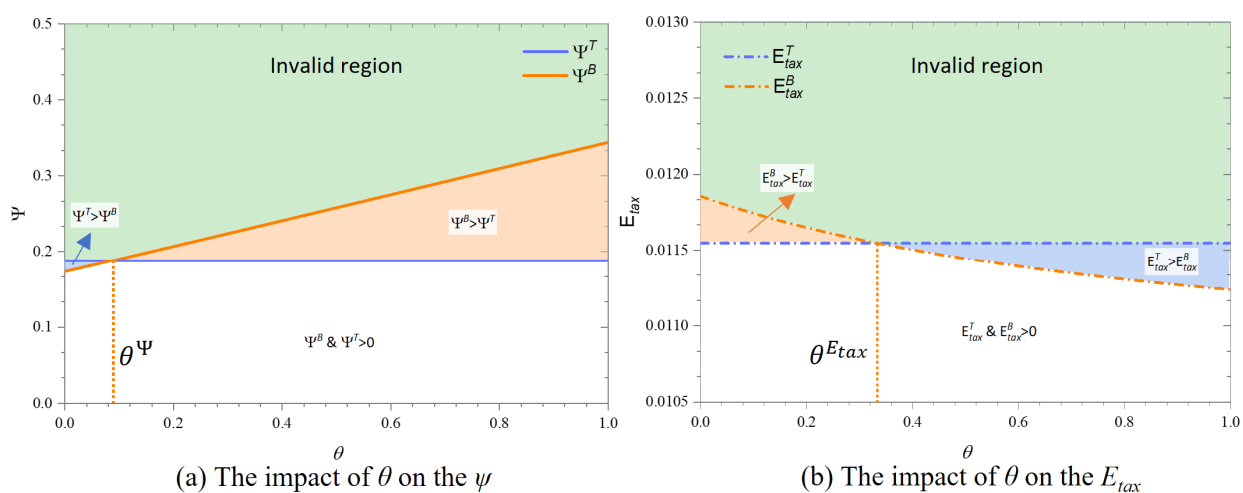 0.5
0.4
0.3
0.2
0.1
0.0
Ψ
Invalid region
Ψ^T
Ψ^B
Ψ^T>Ψ^B
Ψ^B>Ψ^T
θ^Ψ
Ψ^B & Ψ^T>0
0.0 0.2 0.4 0.6 0.8 1.0
θ
(a) The impact of θ on the ψ
0.0130
0.0125
0.0120
0.0115
0.0110
0.0105
E_tax
Invalid region
E^T_tax
E^B_tax
E^B_tax>E^T_tax
E^T_tax>E^B_tax
θ^E_tax
E^T_tax & E^B_tax>0
0.0 0.2 0.4 0.6 0.8 1.0
θ
(b) The impact of θ on the E_tax